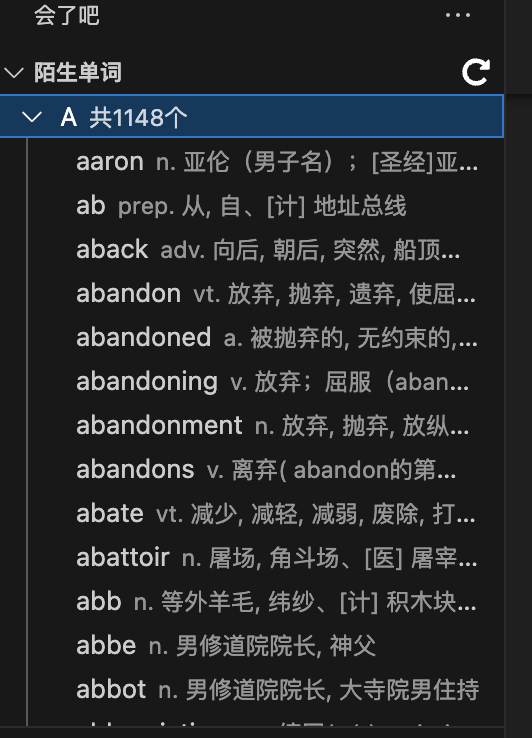 会了吧
陌生单词
A 共1148个
aaron n. 亚伦（男子名）；[圣经]亚...
ab prep. 从, 自、[计] 地址总线
aback adv. 向后, 朝后, 突然, 船顶...
abandon vt. 放弃, 抛弃, 遗弃, 使屈...
abandoned a. 被抛弃的, 无约束的,...
abandoning v. 放弃；屈服（aban...
abandonment n. 放弃, 抛弃, 放纵...
abandons v. 离弃( abandon的第...
abate vt. 减少, 减轻, 减弱, 废除, 打...
abattoir n. 屠场, 角斗场、[医] 屠宰...
abb n. 等外羊毛, 纬纱、[计] 积木块...
abbe n. 男修道院院长, 神父
abbot n. 男修道院院长, 大寺院男住持